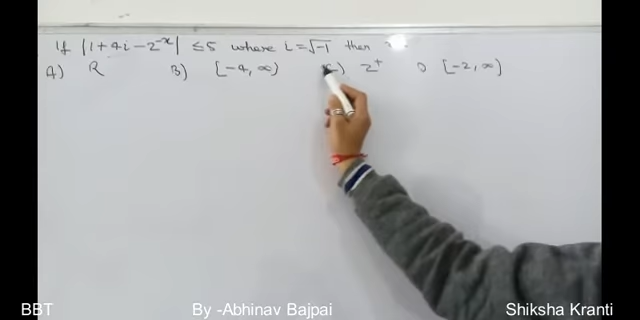 If |1+4i-2^{-x}| ≤ 5 where i = √-1 then
A) R B) [-4, ∞) Z⁺ D [-2, ∞)
BBT By -Abhinav Bajpai Shiksha Kranti